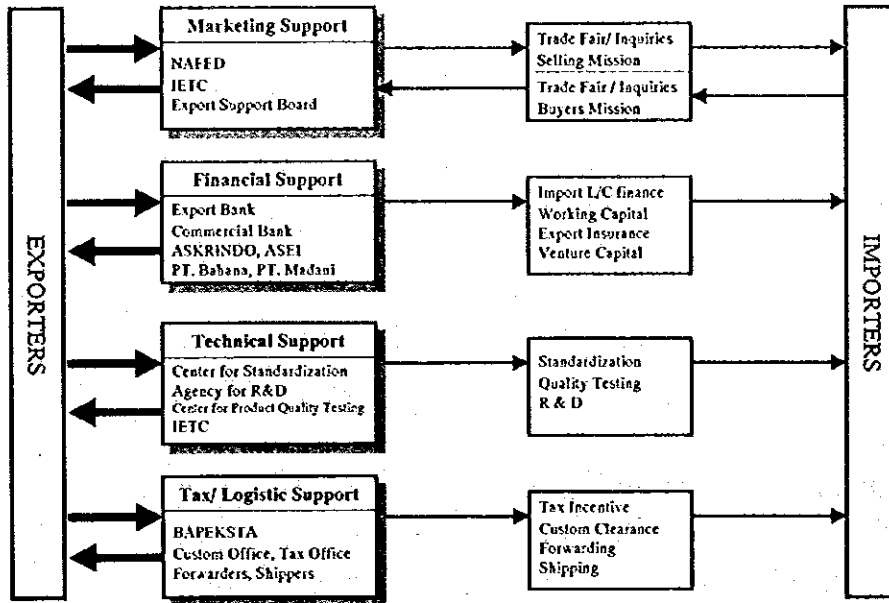 EXPORTERS
Marketing Support
NAFED
IETC
Export Support Board
Trade Fair/ Inquiries
Selling Mission
Trade Fair / Inquiries
Buyers Mission
Financial Support
Export Bank
Commercial Bank
ASKRINDO, ASEI
PT. Bahana, PT. Madani
Import L/C finance
Working Capital
Export Insurance
Venture Capital
Technical Support
Center for Standardization
Agency for R&D
Center for Product Quality Testing
IETC
Standardization
Quality Testing
R & D
Tax/ Logistic Support
BAPEKSTA
Custom Office, Tax Office
Forwarders, Shippers
Tax Incentive
Custom Clearance
Forwarding
Shipping
IMPORTERS